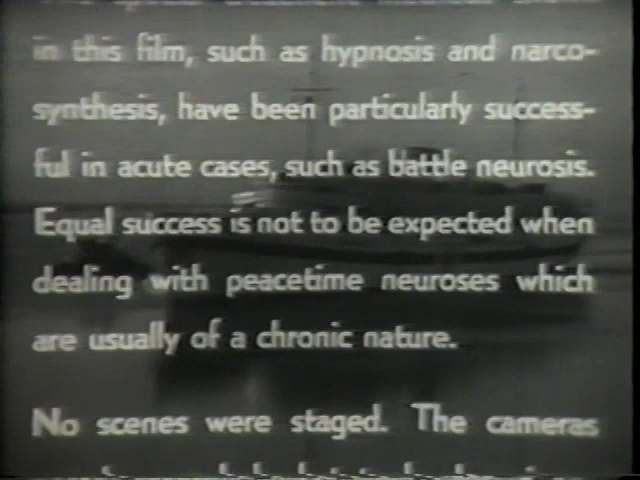 in this film, such as hypnosis and narco-
synthesis, have been particularly success-
ful in acute cases, such as battle neurosis.
Equal success is not to be expected when
dealing with peacetime neuroses which
are usually of a chronic nature.
No scenes were staged. The cameras